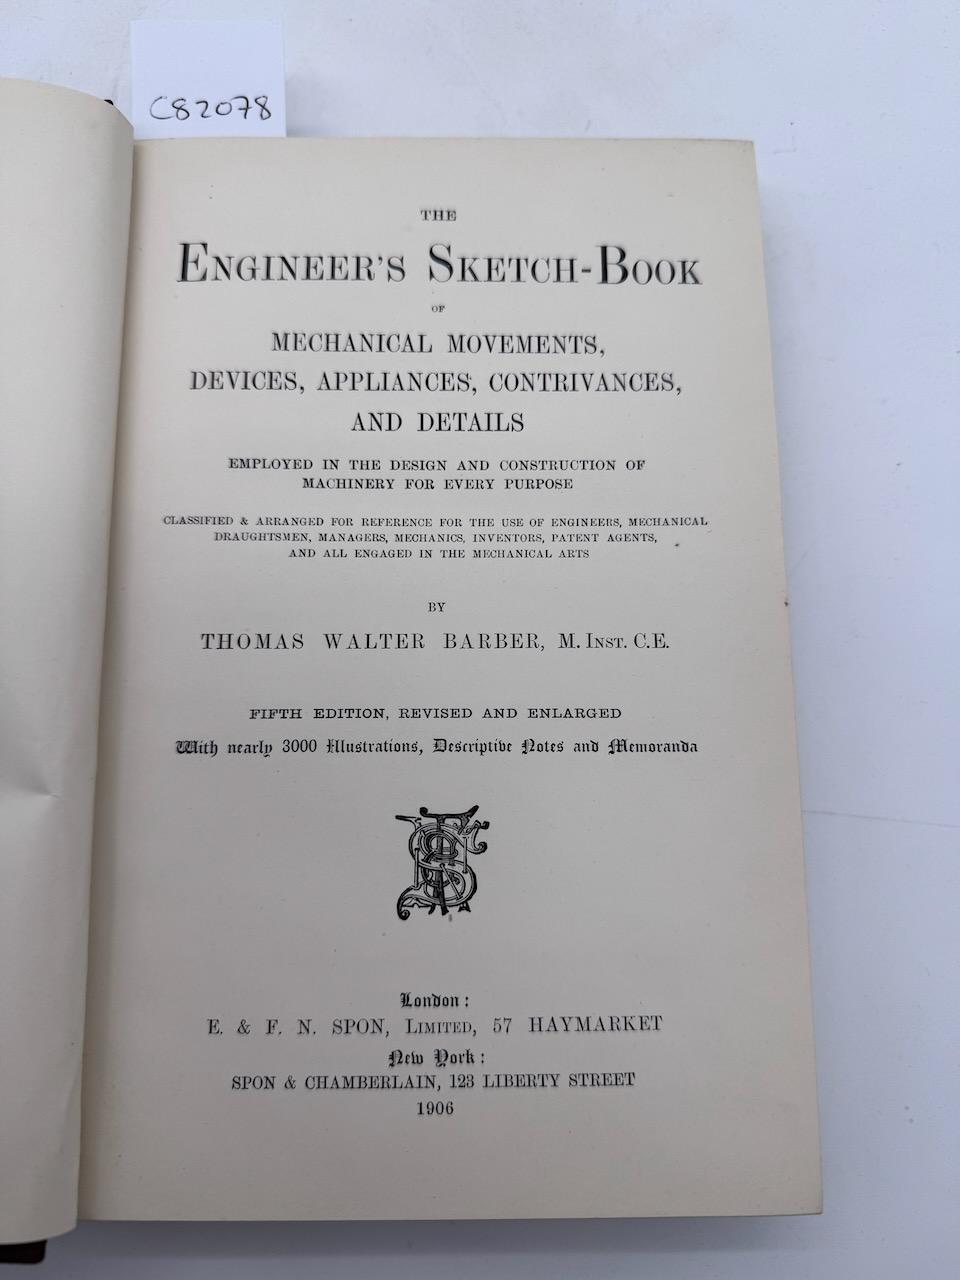 C82078
THE
ENGINEER'S SKETCH-BOOK
OF
MECHANICAL MOVEMENTS,
DEVICES, APPLIANCES, CONTRIVANCES,
AND DETAILS
EMPLOYED IN THE DESIGN AND CONSTRUCTION OF
MACHINERY FOR EVERY PURPOSE
CLASSIFIED & ARRANGED FOR REFERENCE FOR THE USE OF ENGINEERS, MECHANICAL
DRAUGHTSMEN, MANAGERS, MECHANICS, INVENTORS, PATENT AGENTS,
AND ALL ENGAGED IN THE MECHANICAL ARTS
BY
THOMAS WALTER BARBER, M. INST. C.E.
FIFTH EDITION, REVISED AND ENLARGED
With nearly 3000 Illustrations, Descriptive Notes and Memoranda
London:
E. & F. N. SPON, LIMITED, 57 HAYMARKET
New York:
SPON & CHAMBERLAIN, 123 LIBERTY STREET
1906